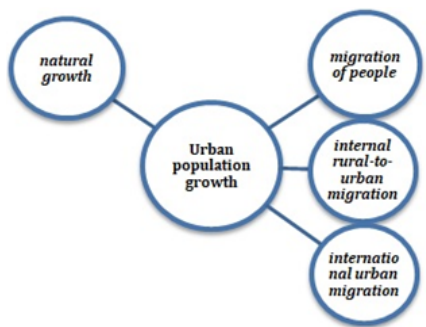 natural
growth
Urban
population
growth
migration
of people
internal
rural-to-
urban
migration
internatio
nal urban
migration